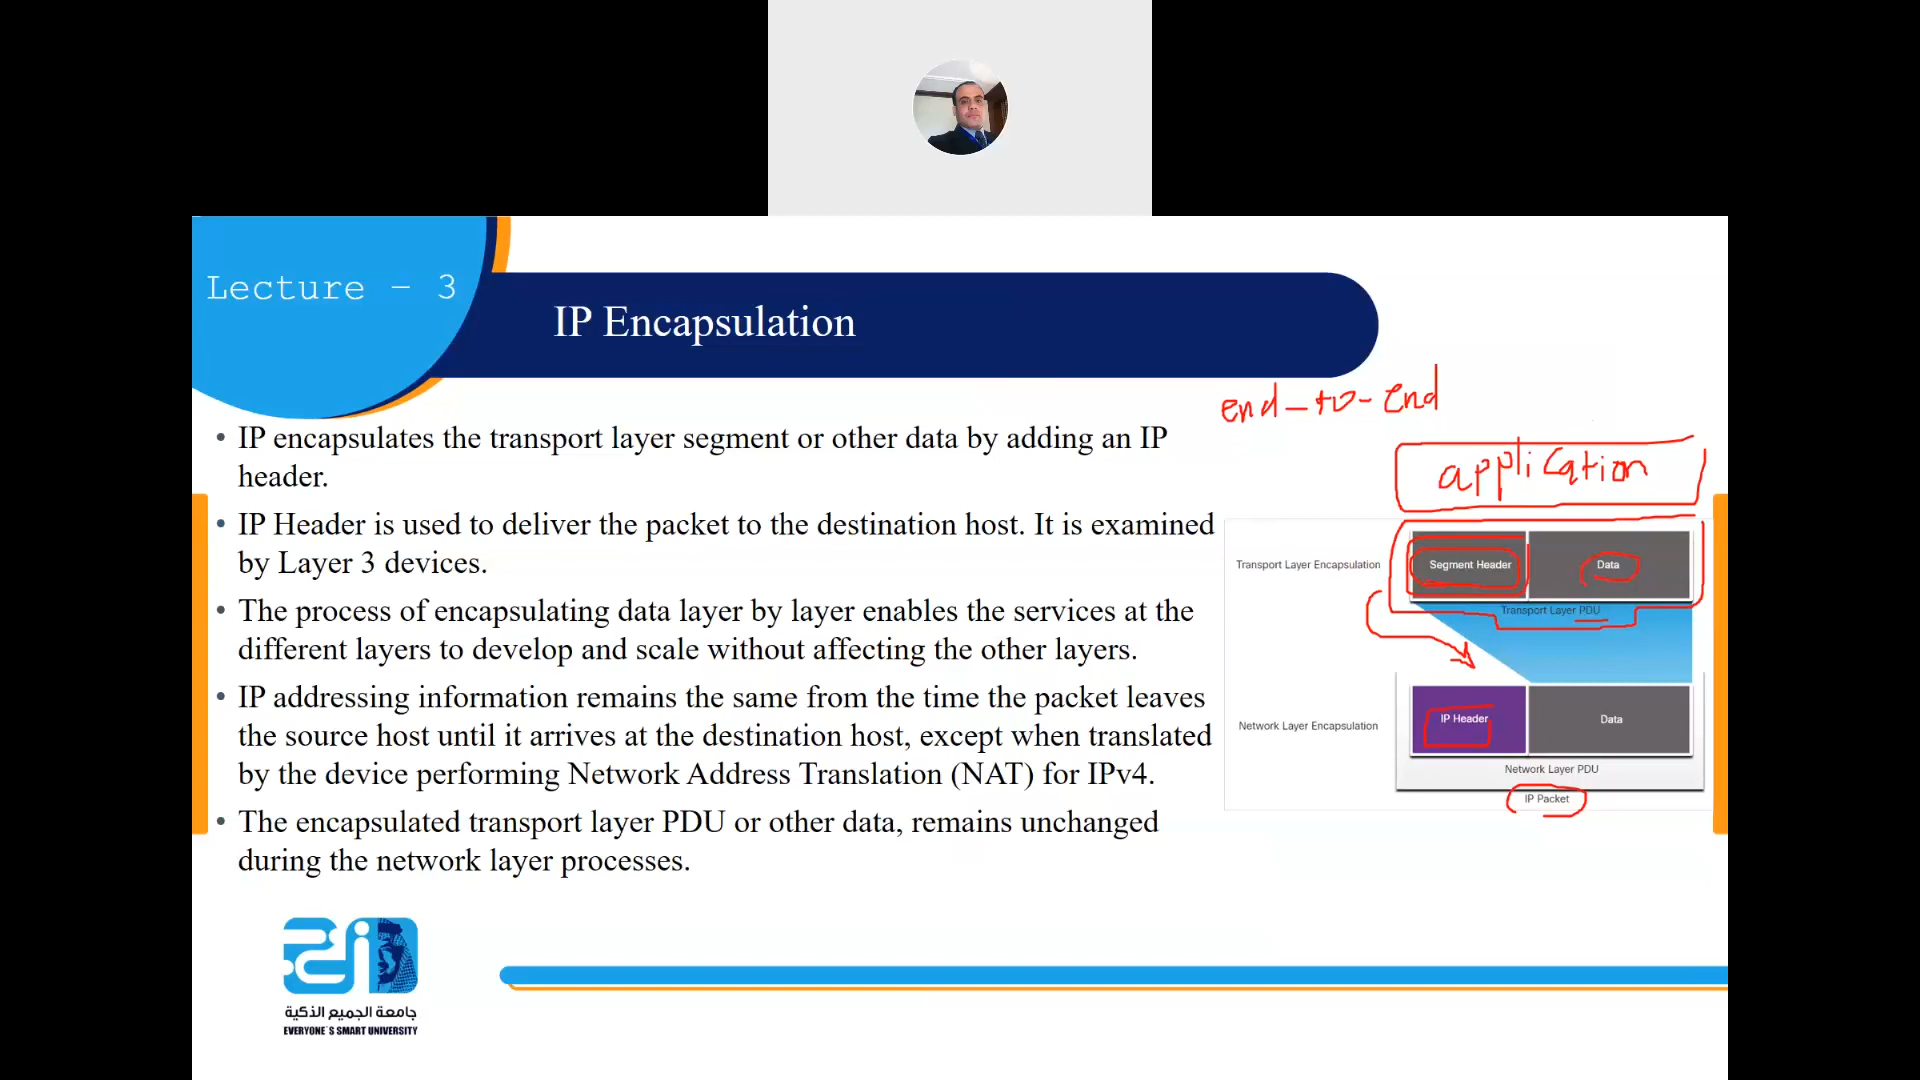 Lecture - 3
IP Encapsulation
end-to-end
application
• IP encapsulates the transport layer segment or other data by adding an IP
header.
• IP Header is used to deliver the packet to the destination host. It is examined
by Layer 3 devices.
• The process of encapsulating data layer by layer enables the services at the
different layers to develop and scale without affecting the other layers.
• IP addressing information remains the same from the time the packet leaves
the source host until it arrives at the destination host, except when translated
by the device performing Network Address Translation (NAT) for IPv4.
• The encapsulated transport layer PDU or other data, remains unchanged
during the network layer processes.
Transport Layer Encapsulation
Segment Header
Data
Transport Layer PDU
Network Layer Encapsulation
IP Header
Data
Network Layer PDU
IP Packet
جامعة الجميع الذكية
EVERYONE'S SMART UNIVERSITY